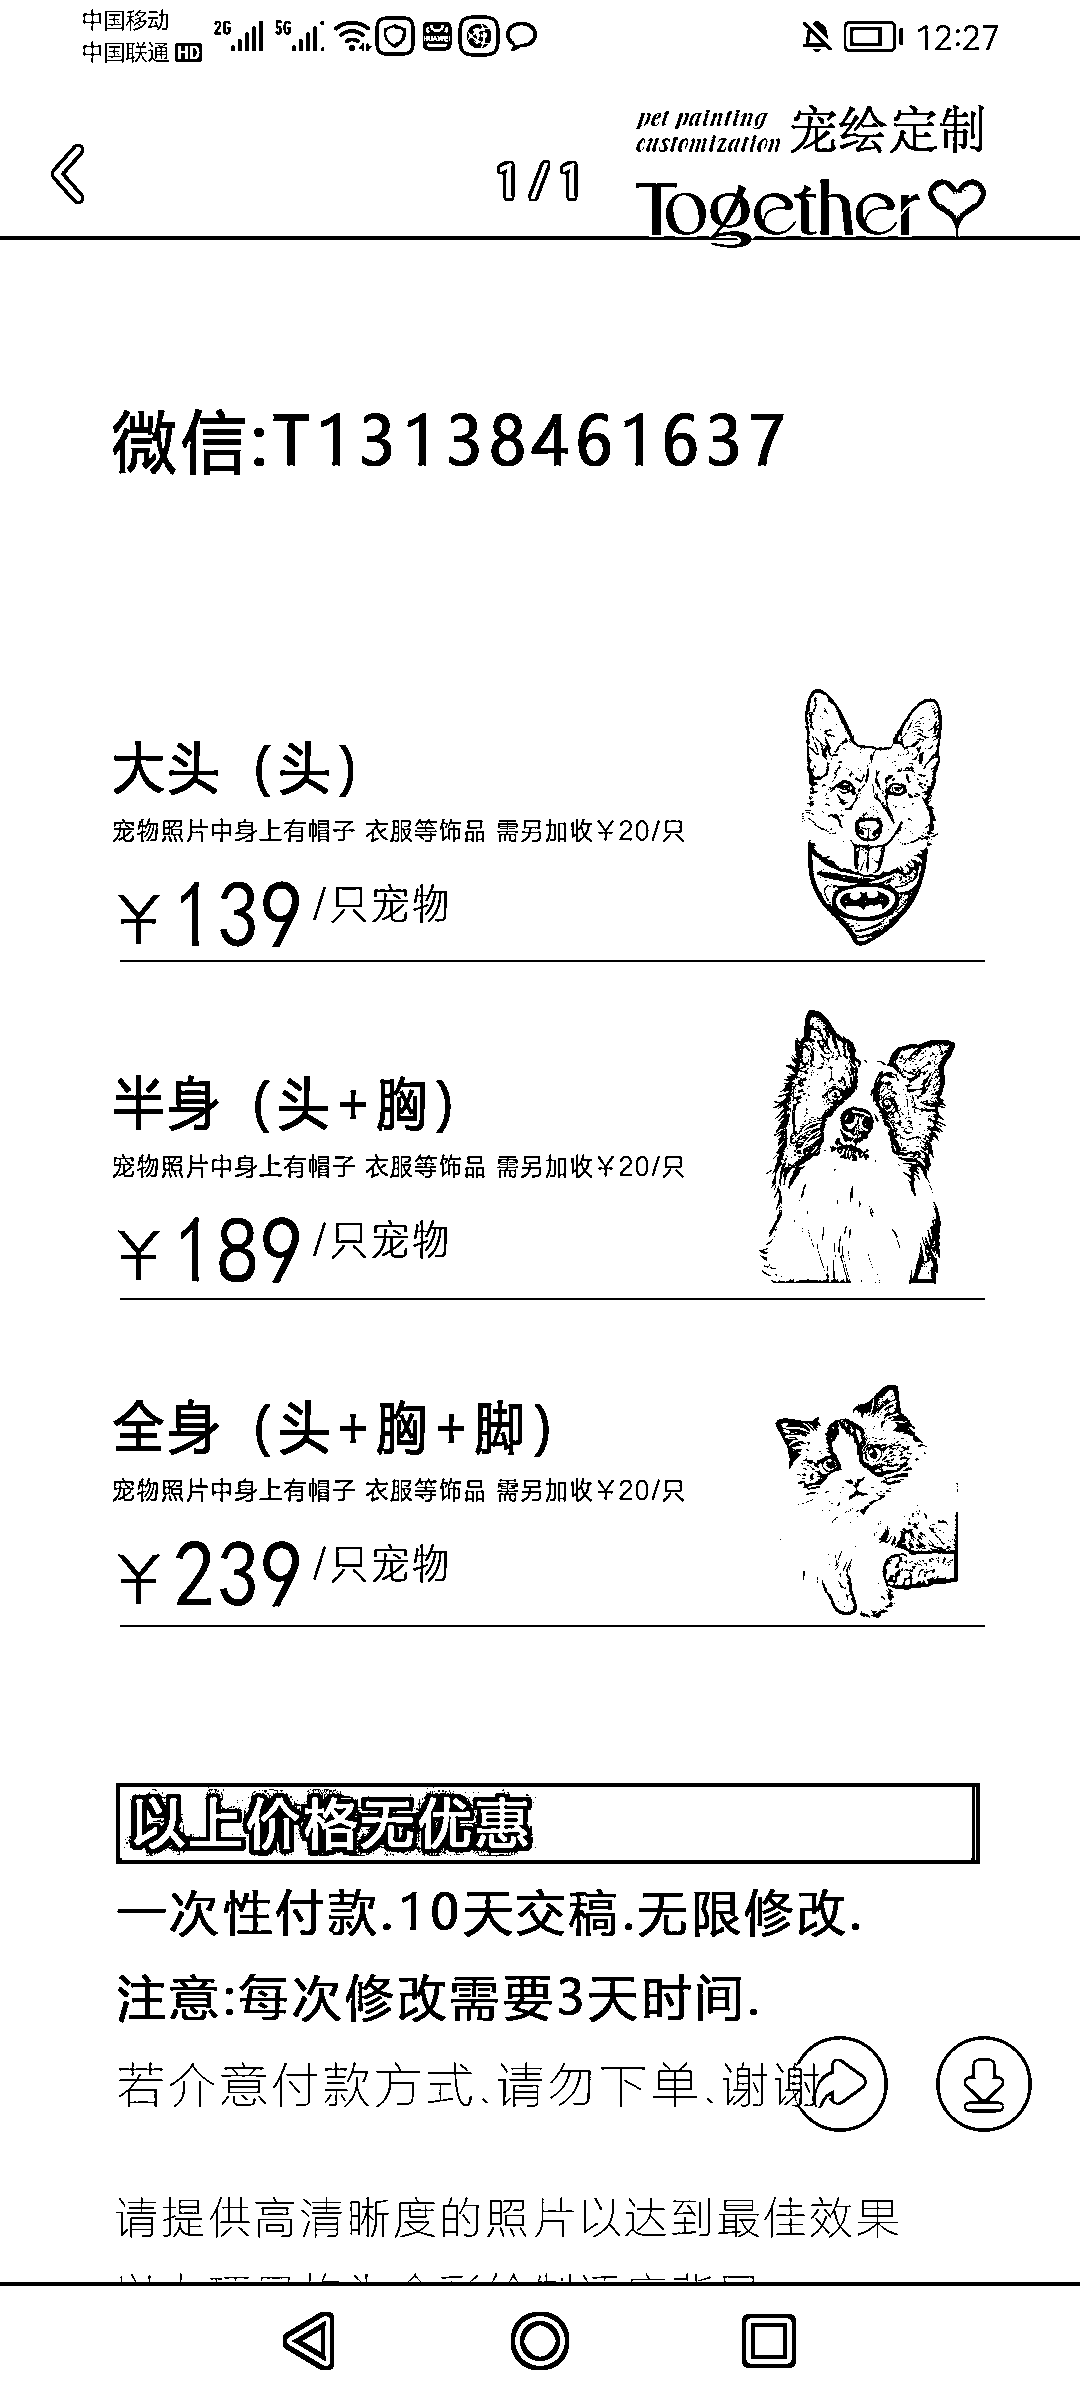 中国移动
中国联通 HD
2G 5G
HUAWEI
12:27
1/1
pet painting
customization
宠绘定制
Together
微信:T13138461637
大头（头）
宠物照片中身上有帽子 衣服等饰品 需另加收￥20/只
￥139/只宠物
半身（头+胸）
宠物照片中身上有帽子 衣服等饰品 需另加收￥20/只
￥189/只宠物
全身（头+胸+脚）
宠物照片中身上有帽子 衣服等饰品 需另加收￥20/只
￥239/只宠物
以上价格无优惠
一次性付款.10天交稿.无限修改.
注意:每次修改需要3天时间.
若介意付款方式､请勿下单､谢谢
请提供高清晰度的照片以达到最佳效果